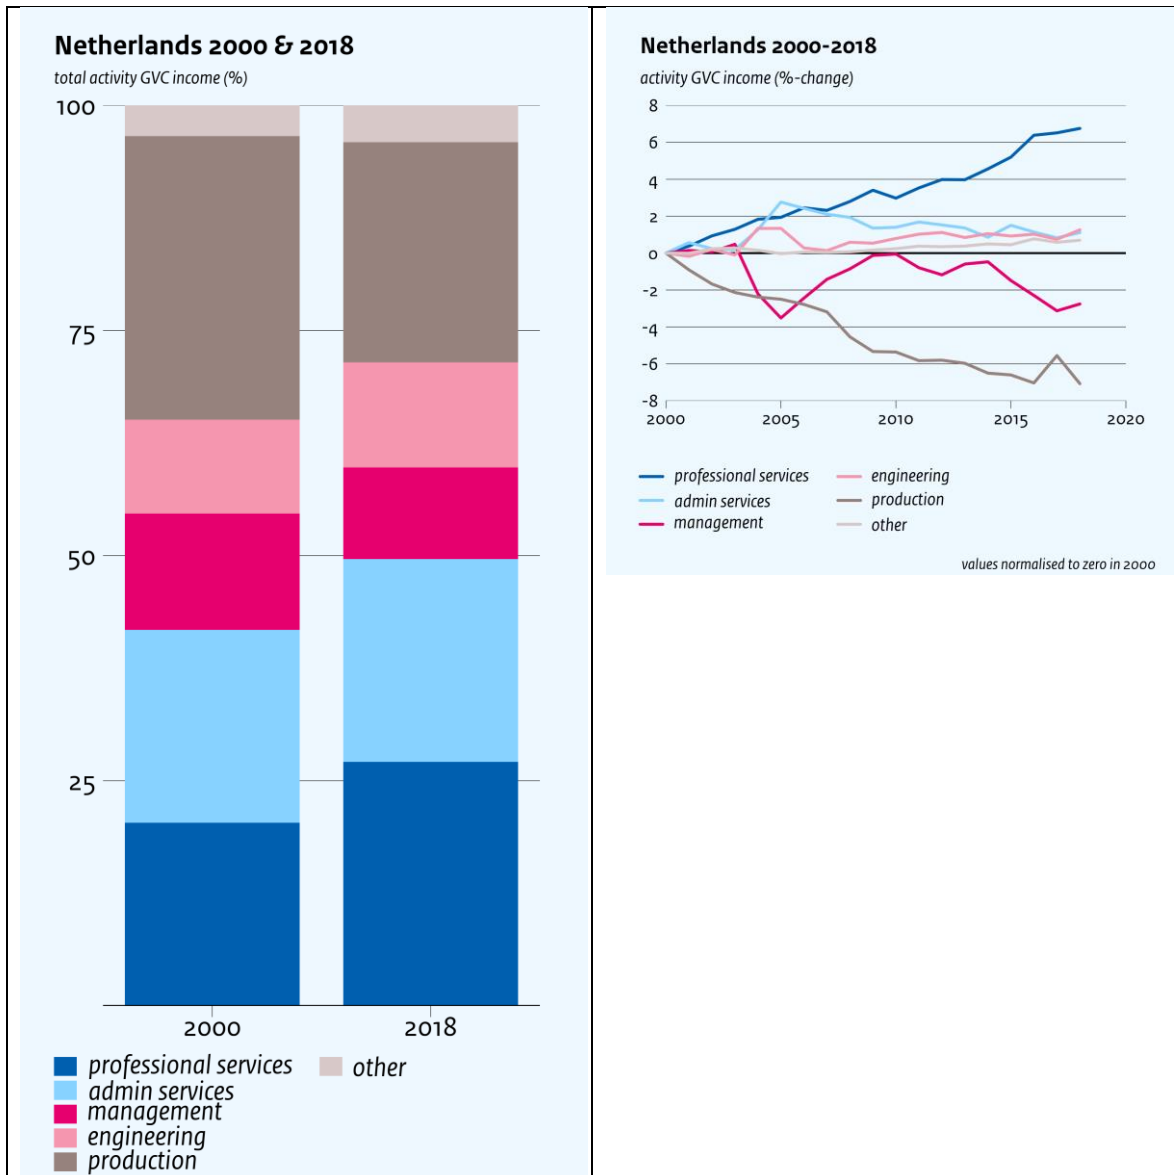 Netherlands 2000 & 2018
total activity GVC income (%)
100
75
50
25
2000 2018
professional services other
admin services
management
engineering
production
Netherlands 2000-2018
activity GVC income (%-change)
8
6
4
2
0
-2
-4
-6
-8
2000 2005 2010 2015 2020
professional services engineering
admin services production
management other
values normalised to zero in 2000